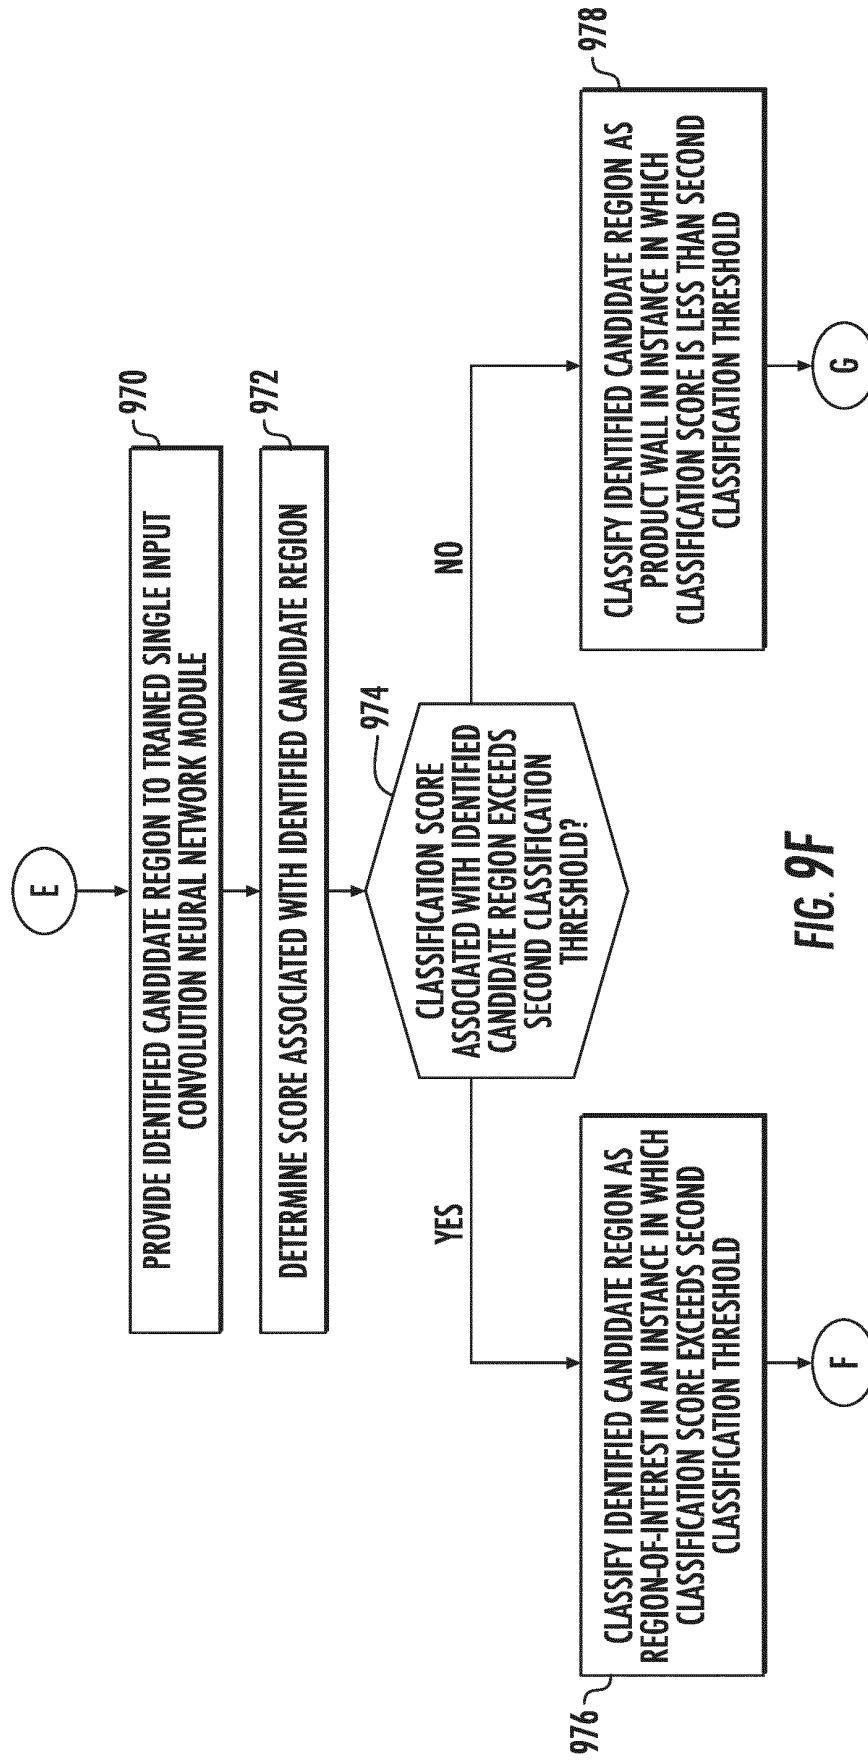 E
970
PROVIDE IDENTIFIED CANDIDATE REGION TO TRAINED SINGLE INPUT
CONVOLUTION NEURAL NETWORK MODULE
972
DETERMINE SCORE ASSOCIATED WITH IDENTIFIED CANDIDATE REGION
974
CLASSIFICATION SCORE
ASSOCIATED WITH IDENTIFIED
CANDIDATE REGION EXCEEDS
SECOND CLASSIFICATION
THRESHOLD?
YES
NO
976
CLASSIFY IDENTIFIED CANDIDATE REGION AS
REGION-OF-INTEREST IN AN INSTANCE IN WHICH
CLASSIFICATION SCORE EXCEEDS SECOND
CLASSIFICATION THRESHOLD
978
CLASSIFY IDENTIFIED CANDIDATE REGION AS
PRODUCT WALL IN INSTANCE IN WHICH
CLASSIFICATION SCORE IS LESS THAN SECOND
CLASSIFICATION THRESHOLD
F
G
FIG. 9F